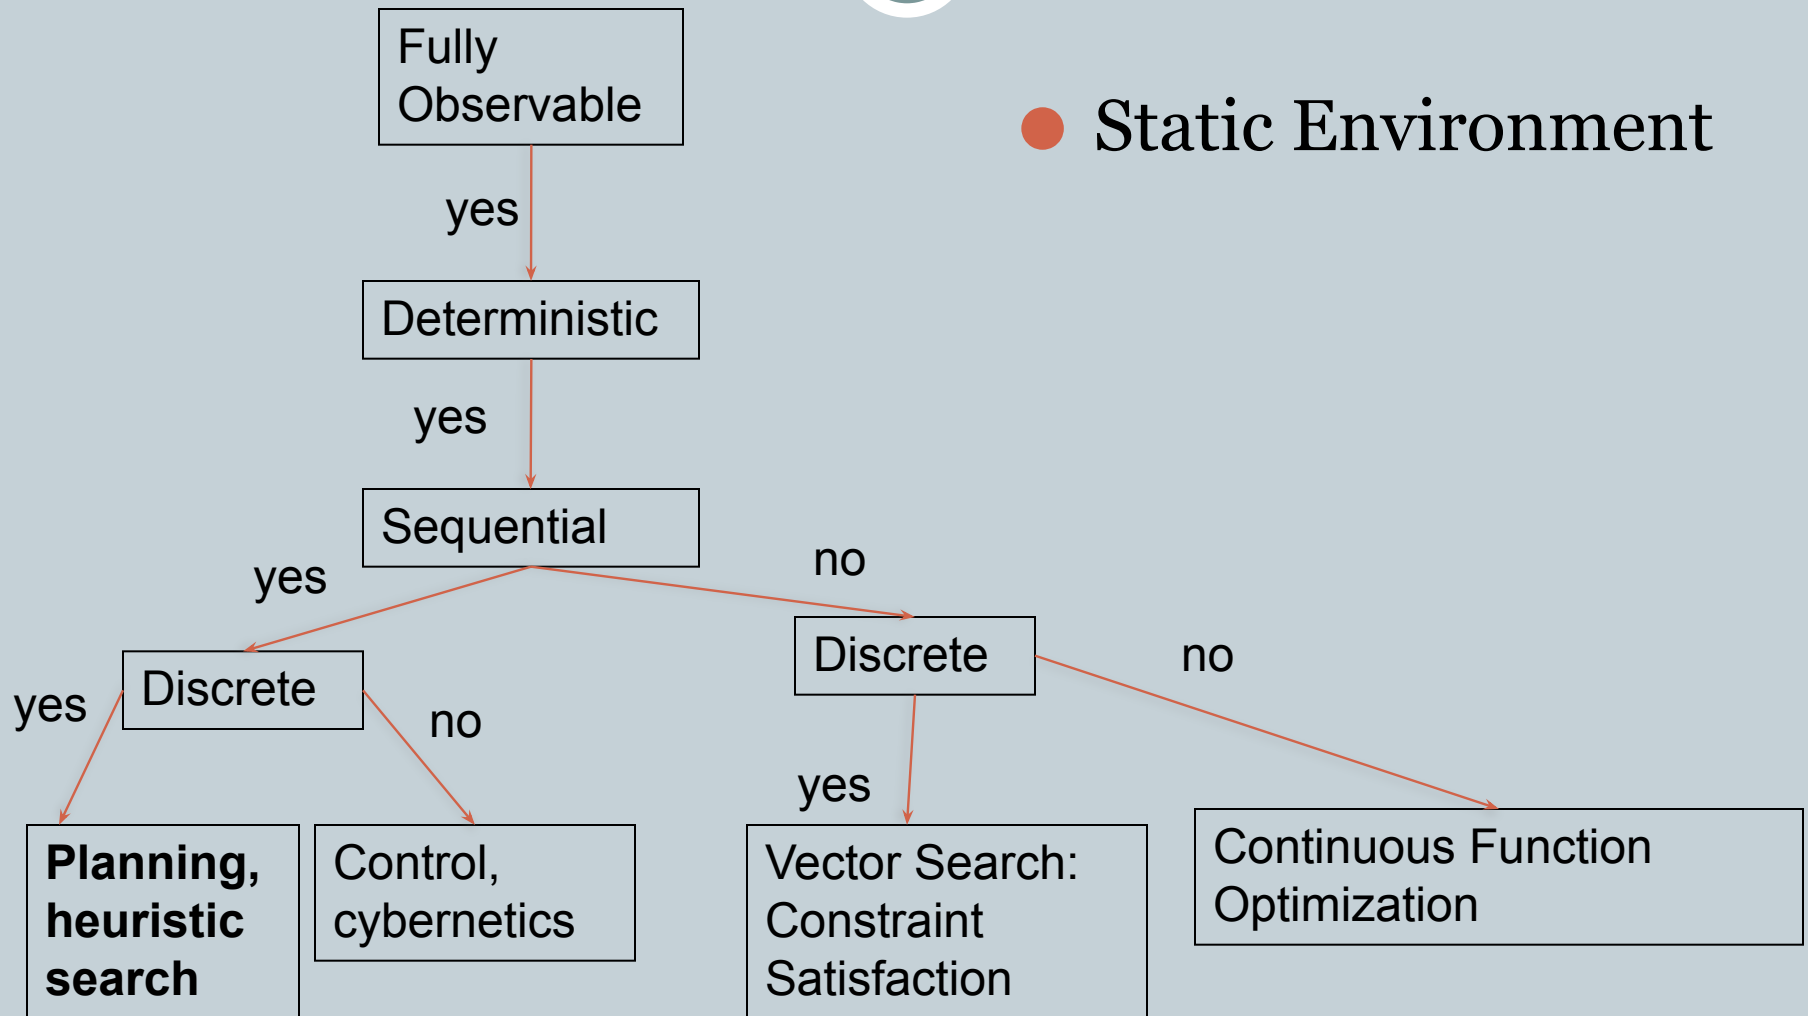 Fully
Observable
Static Environment
yes
Deterministic
yes
Sequential
yes
no
Discrete
yes
no
Discrete
no
yes
Planning,
heuristic
search
Control,
cybernetics
Vector Search:
Constraint
Satisfaction
Continuous Function
Optimization